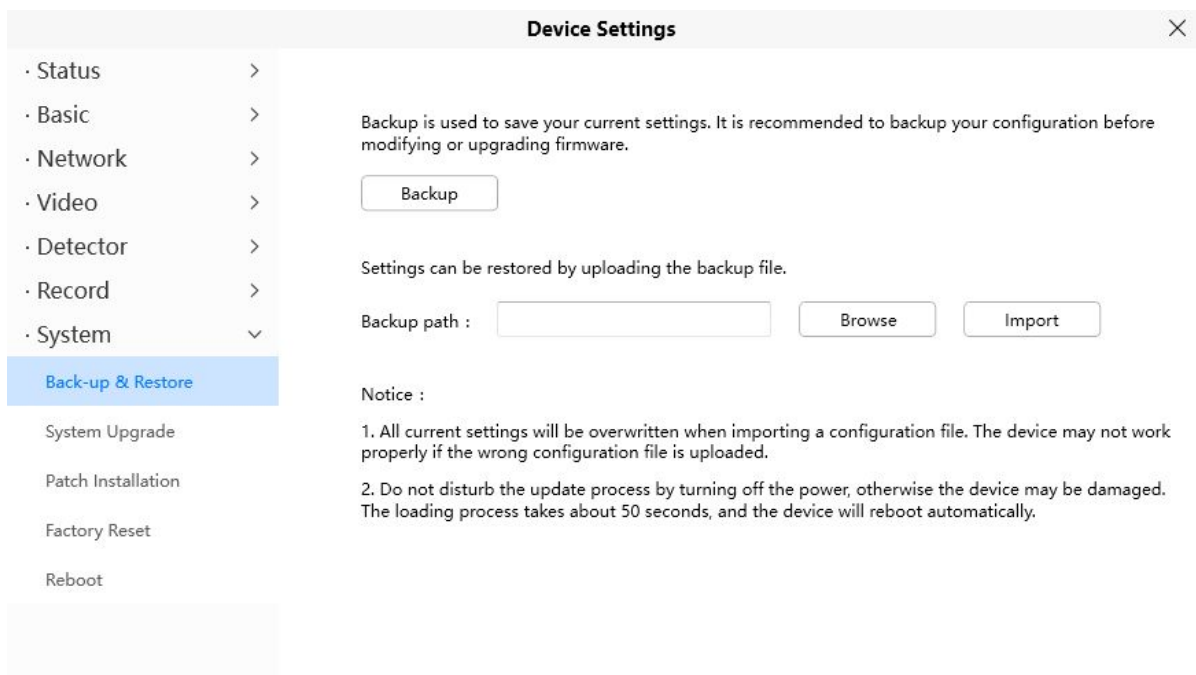 Device Settings
· Status
· Basic
· Network
· Video
· Detector
· Record
· System
Back-up & Restore
System Upgrade
Patch Installation
Factory Reset
Reboot
Backup is used to save your current settings. It is recommended to backup your configuration before
modifying or upgrading firmware.
Backup
Settings can be restored by uploading the backup file.
Backup path :
Browse
Import
Notice :
1. All current settings will be overwritten when importing a configuration file. The device may not work
properly if the wrong configuration file is uploaded.
2. Do not disturb the update process by turning off the power, otherwise the device may be damaged.
The loading process takes about 50 seconds, and the device will reboot automatically.